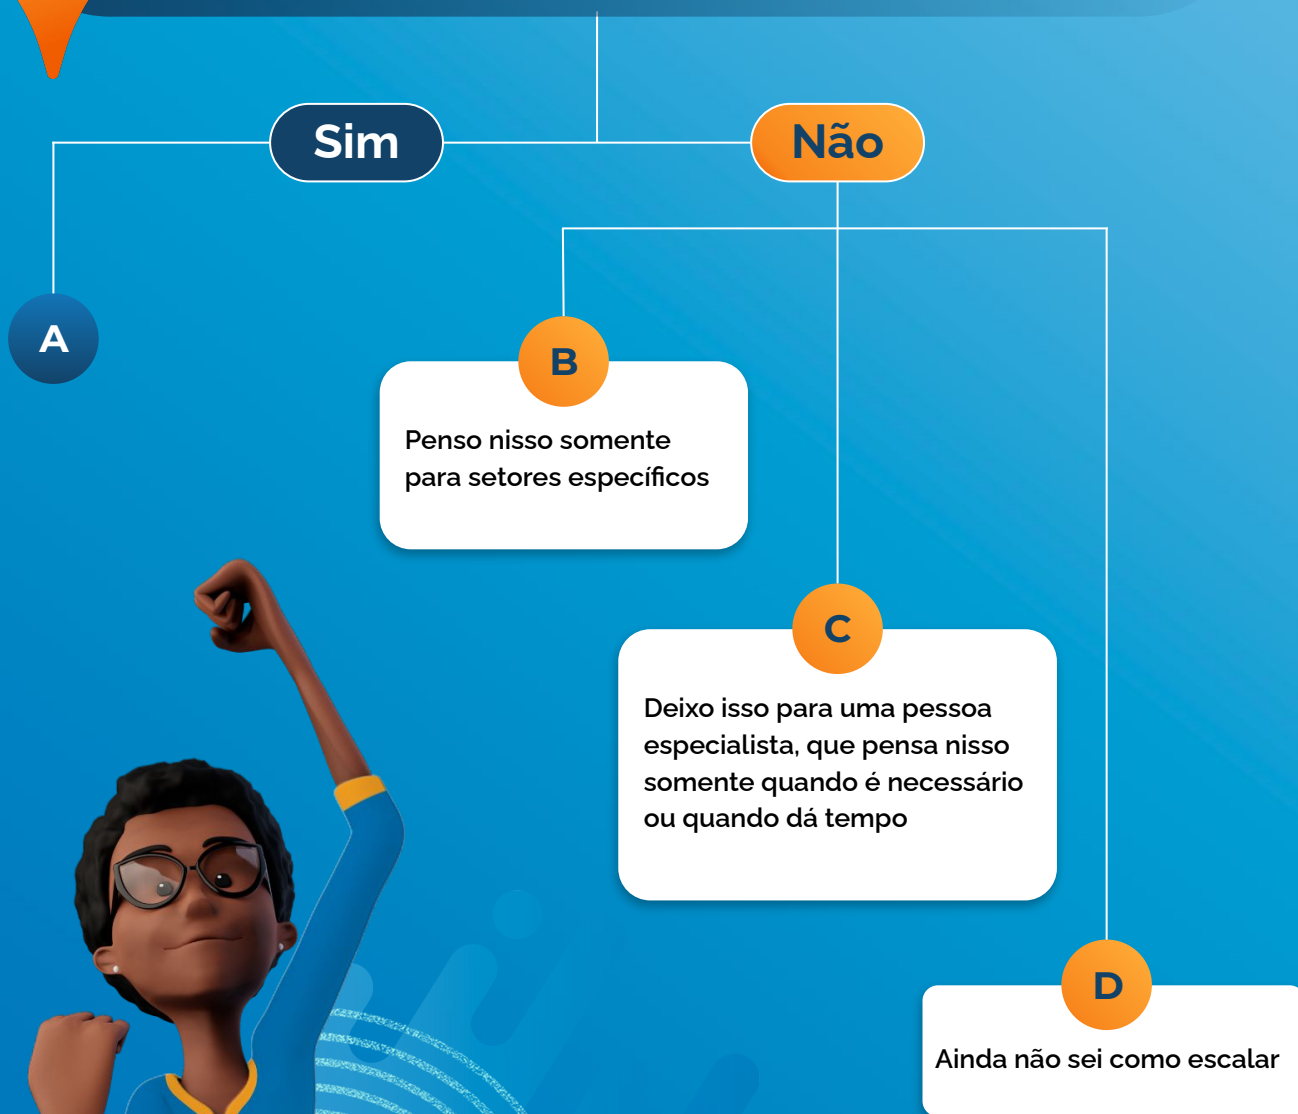 Sim
Não
A
B
Penso nisso somente
para setores específicos
C
Deixo isso para uma pessoa
especialista, que pensa nisso
somente quando é necessário
ou quando dá tempo
D
Ainda não sei como escalar